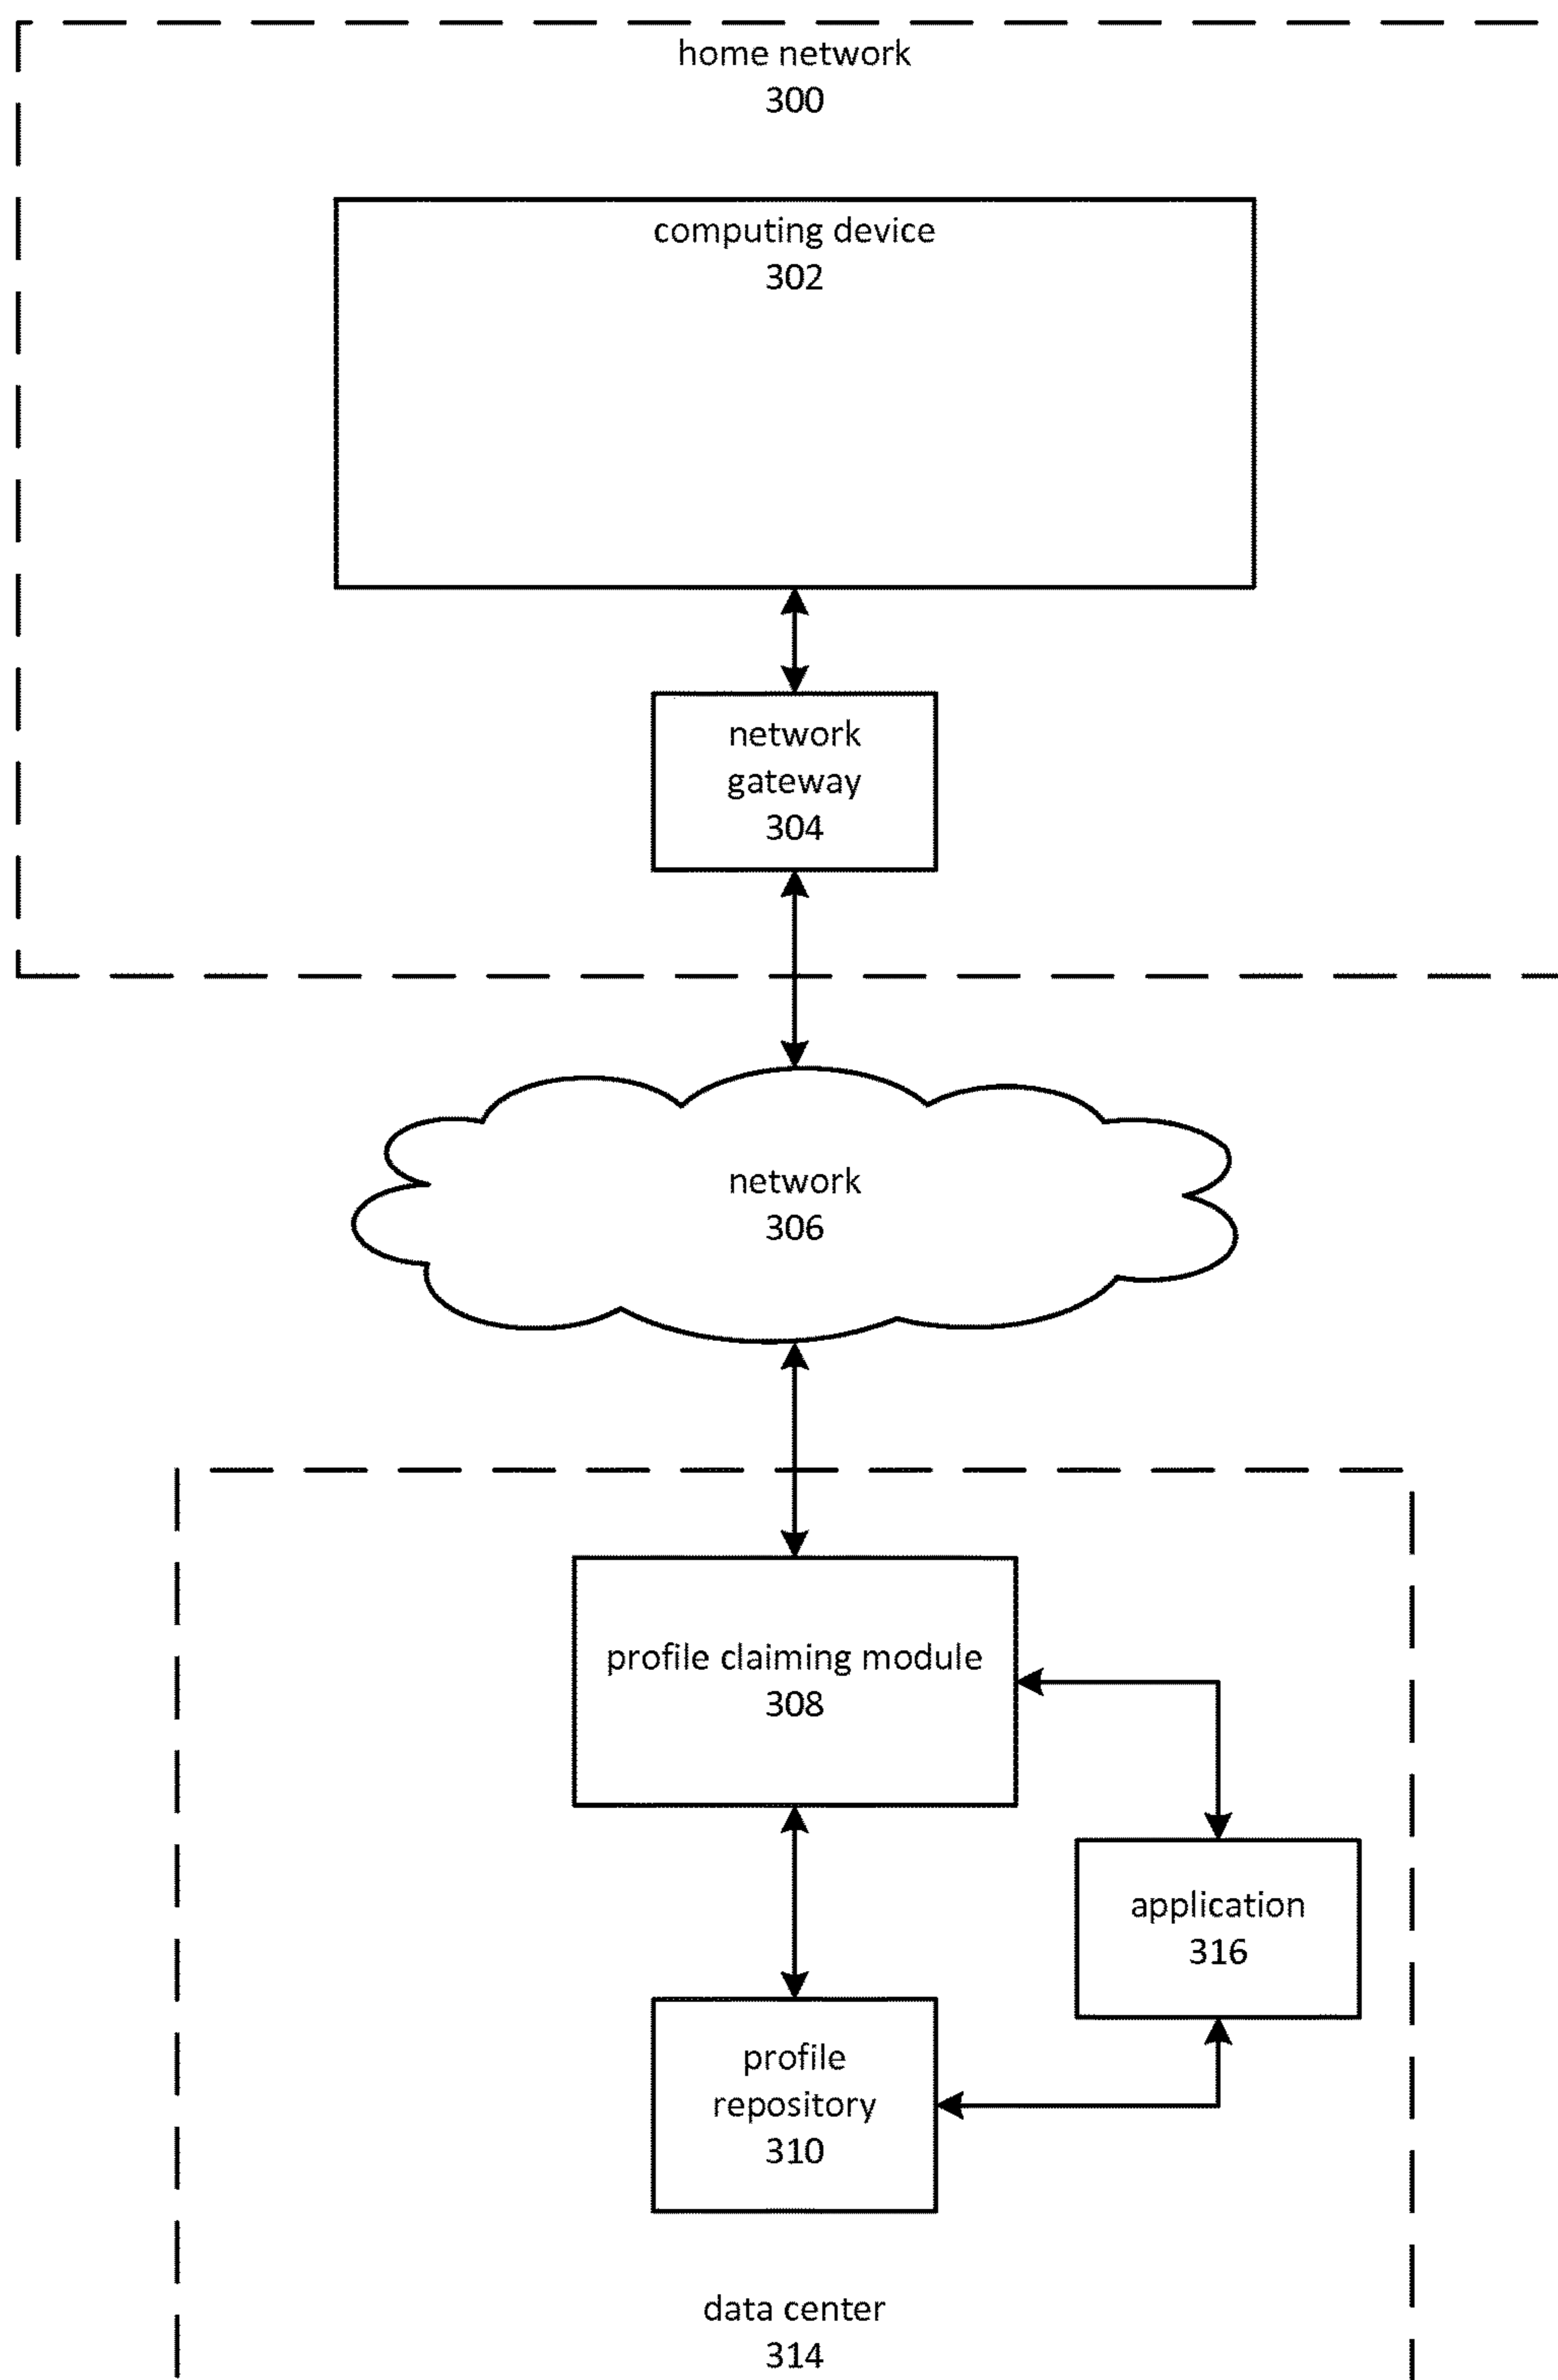 home network
300
computing device
302
network
gateway
304
network
306
profile claiming module
308
application
316
profile
repository
310
data center
314